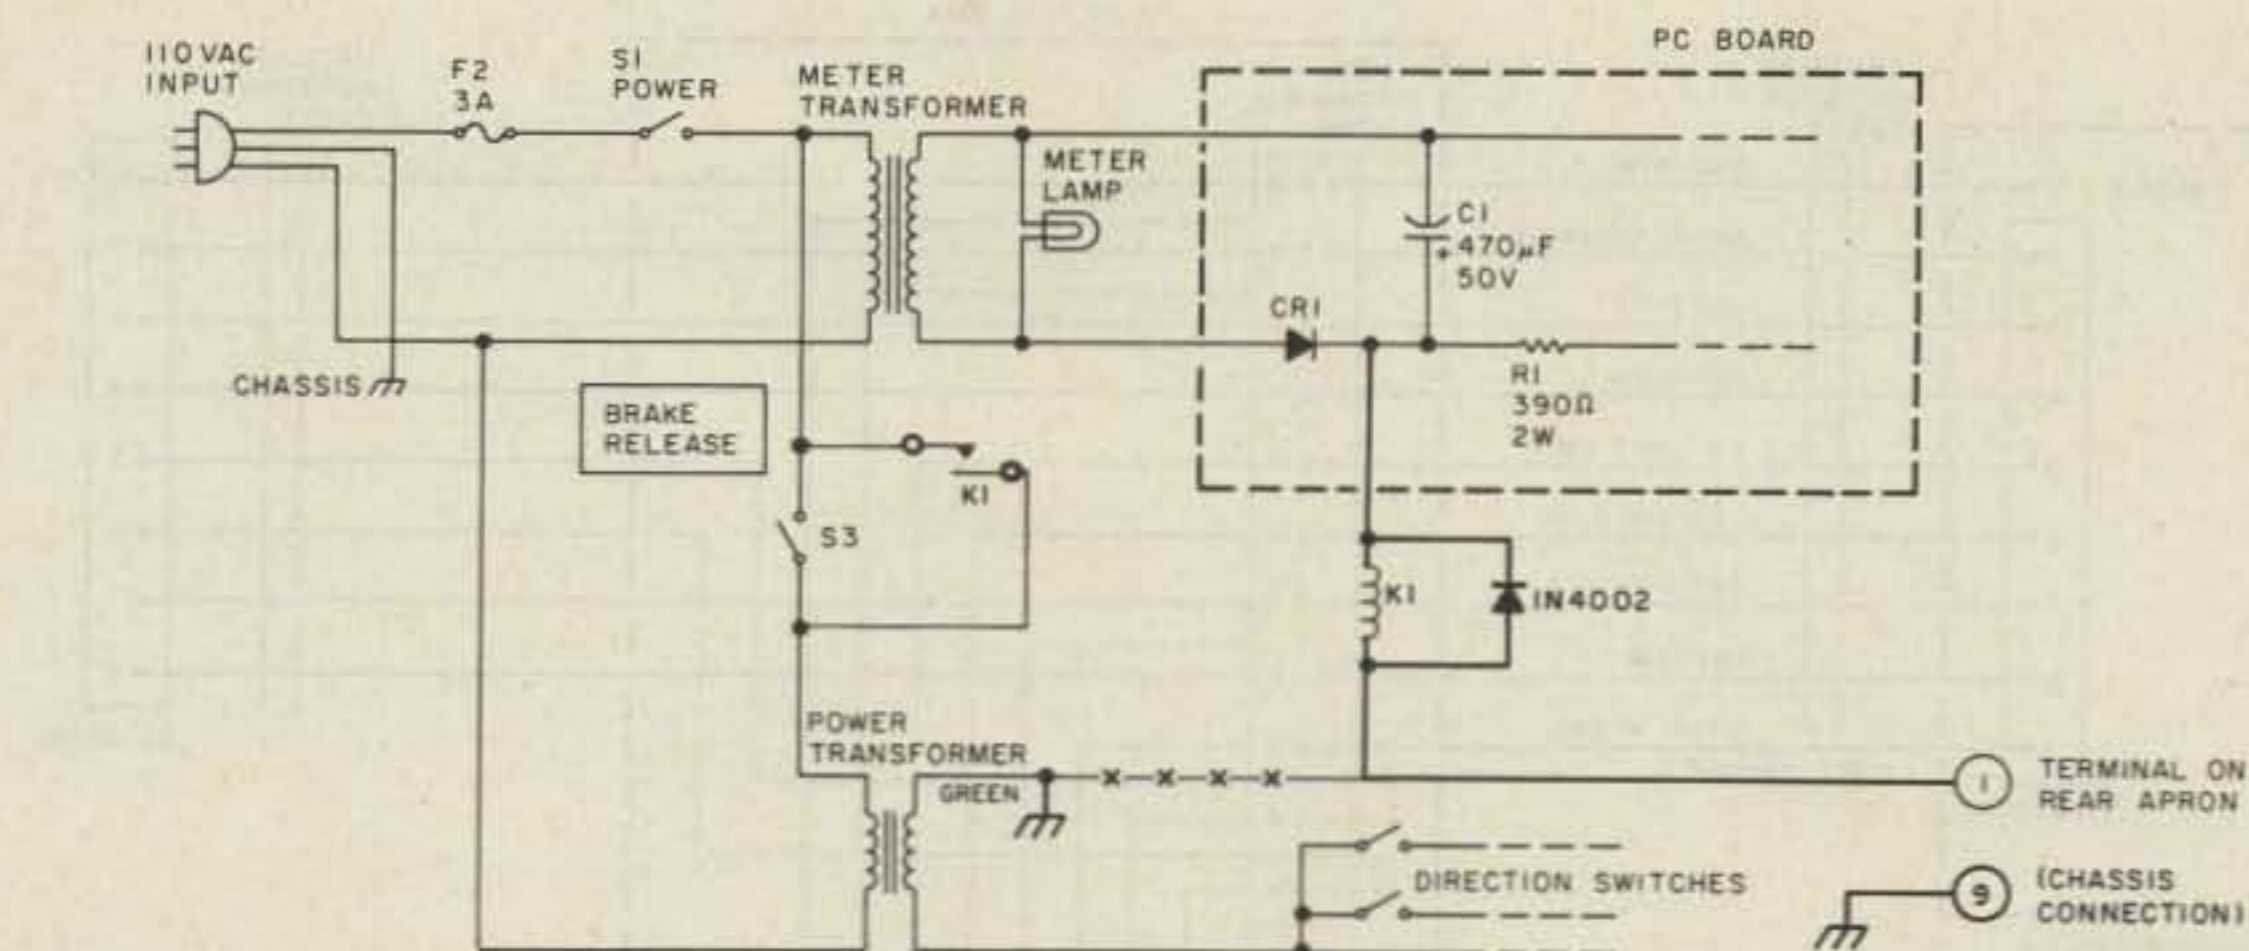 110 VAC
INPUT
F2
3A
S1
POWER
METER
TRANSFORMER
PC BOARD
METER
LAMP
C1
+ 470µF
50V
CR1
R1
390Ω
2W
CHASSIS
BRAKE
RELEASE
K1
S3
K1
IN4002
POWER
TRANSFORMER
GREEN
X X X X
1
TERMINAL ON
REAR APRON
DIRECTION SWITCHES
9
(CHASSIS
CONNECTION)